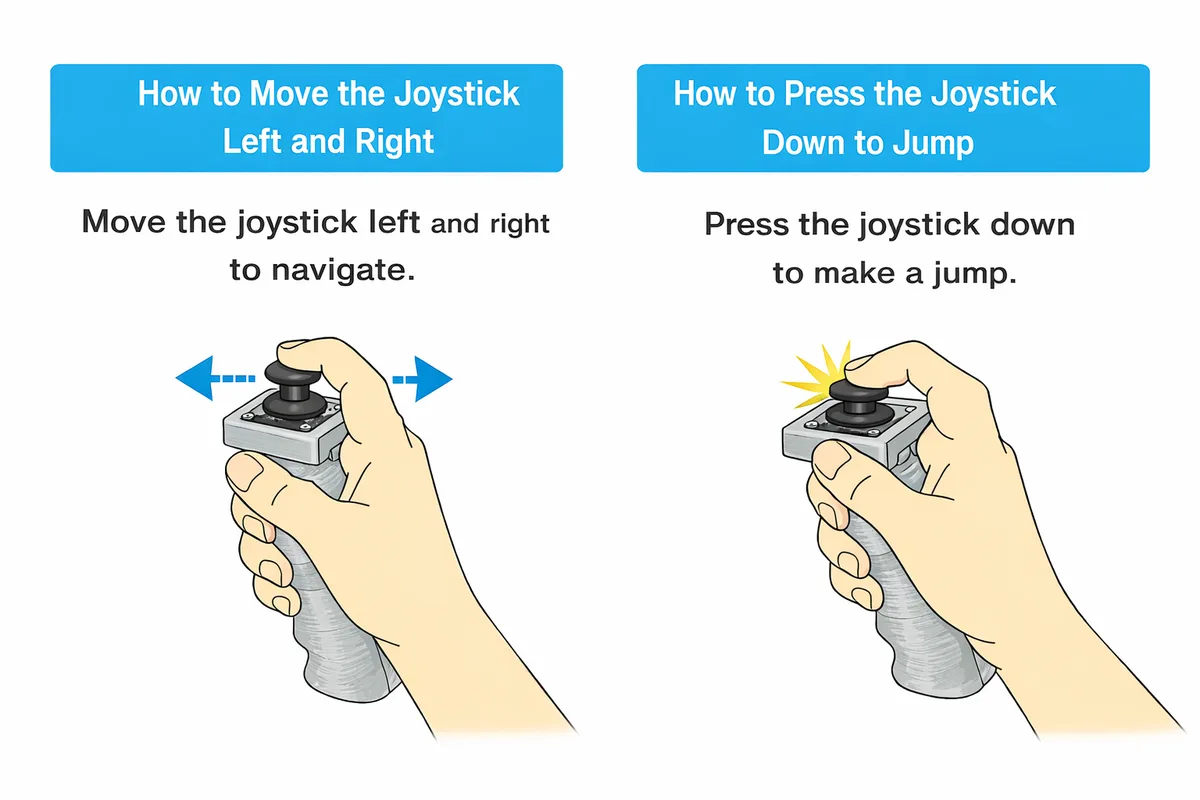 How to Move the Joystick
Left and Right
Move the joystick left and right
to navigate.
How to Press the Joystick
Down to Jump
Press the joystick down
to make a jump.